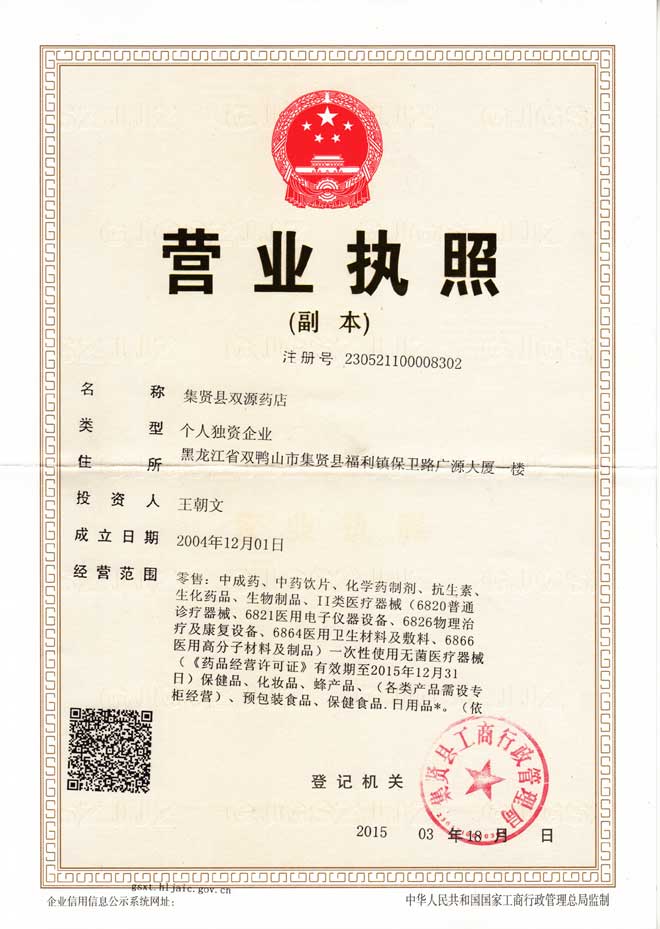 营业执照
(副 本)
注册号 230521100008302
名 称 集贤县双源药店
类 型 个人独资企业
住 所 黑龙江省双鸭山市集贤县福利镇保卫路广源大厦一楼
投 资 人 王朝文
成立日期 2004年12月01日
经营范围 零售：中成药、中药饮片、化学药制剂、抗生素、
生化药品、生物制品、II类医疗器械（6820普通
诊疗器械、6821医用电子仪器设备、6826物理治
疗及康复设备、6864医用卫生材料及敷料、6866
医用高分子材料及制品）一次性使用无菌医疗器械
（《药品经营许可证》有效期至2015年12月31
日）保健品、化妆品、蜂产品、（各类产品需设专
柜经营）、预包装食品、保健食品.日用品*。（依
登记机关
集贤县工商行政管理局
2015 03 年 18 月 日
gsxt.hljaic.gov.cn
企业信用信息公示系统网址： 中华人民共和国国家工商行政管理总局监制